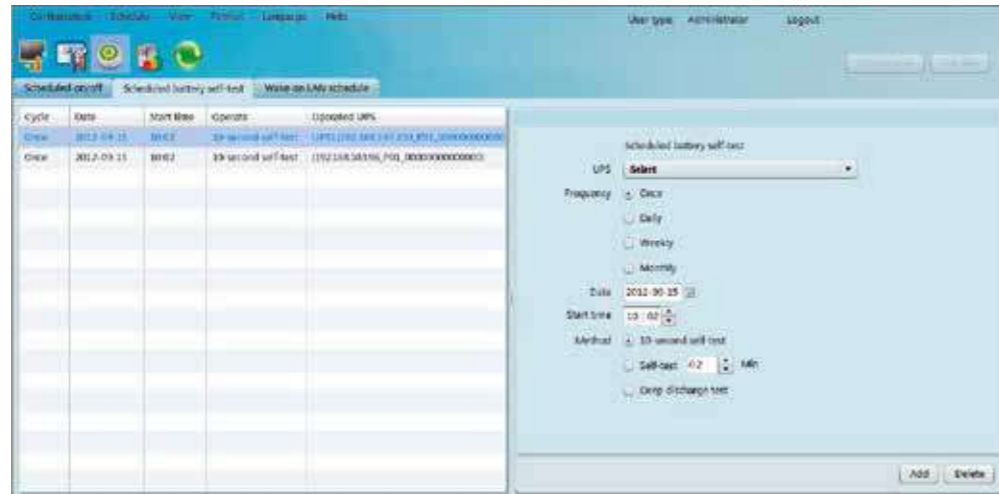 Configuration Schedule View Format Language Help
User type: Administrator Logout
Scheduled on/off Scheduled battery self-test Wake on LAN schedule
Cycle Date Start time Operate Operated UPS
Once 2012-09-15 10:02 10-second self-test
Once 2012-09-15 10:02 10-second self-test
Scheduled battery self-test
UPS Select
Frequency Once
Daily
Weekly
Monthly
Date 2012-09-15
Start time 10 : 02
Method 10-second self-test
Self-test 02 Min
Deep discharge test
Add Delete